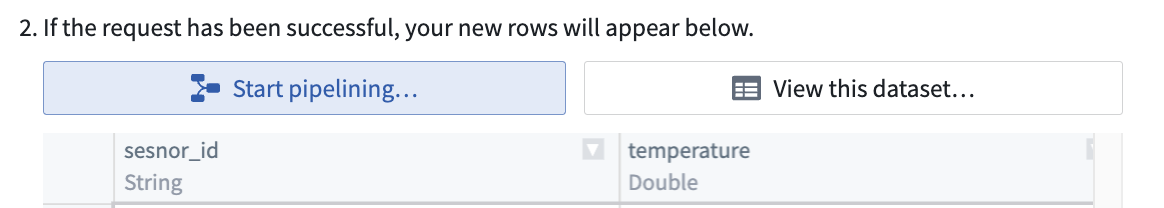 2. If the request has been successful, your new rows will appear below.
Start pipelining...
View this dataset...
sesnor_id
temperature
String
Double